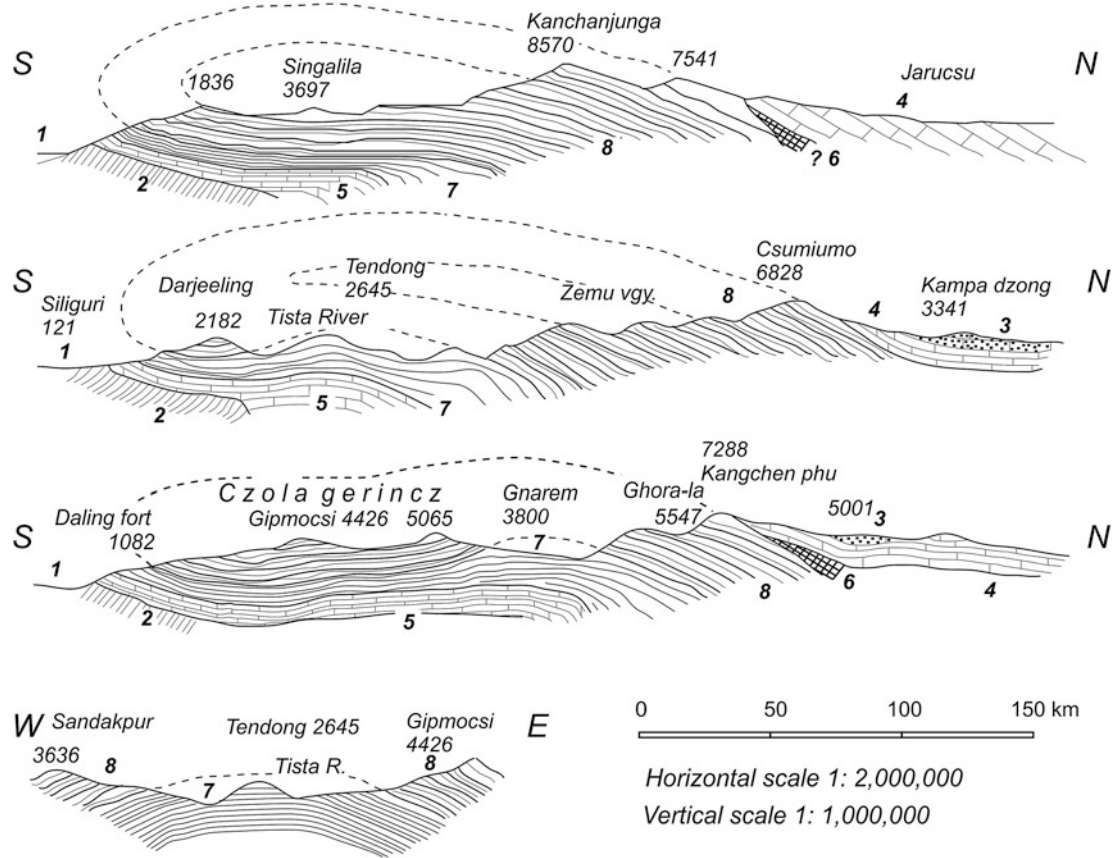 Kanchanjunga
8570
7541
S
1836
Singalila
3697
Jarucsu
N
1
4
2
5
7
8
? 6
S
Csumiumo
6828
N
Siliguri
121
Darjeeling
2182
Tendong
2645
Tista River
Zemu vgy.
8
4
Kampa dzong
3341
3
1
2
5
7
7288
Kangchen phu
Czola gerincz
Gnarem
3800
Ghora-la
5547
5001
3
S
Daling fort
1082
Gipmocsi 4426
5065
7
N
1
2
5
8
6
4
W
Sandakpur
3636
8
Tendong 2645
Tista R.
7
Gipmocsi
4426
8
E
0 50 100 150 km
Horizontal scale 1: 2,000,000
Vertical scale 1: 1,000,000